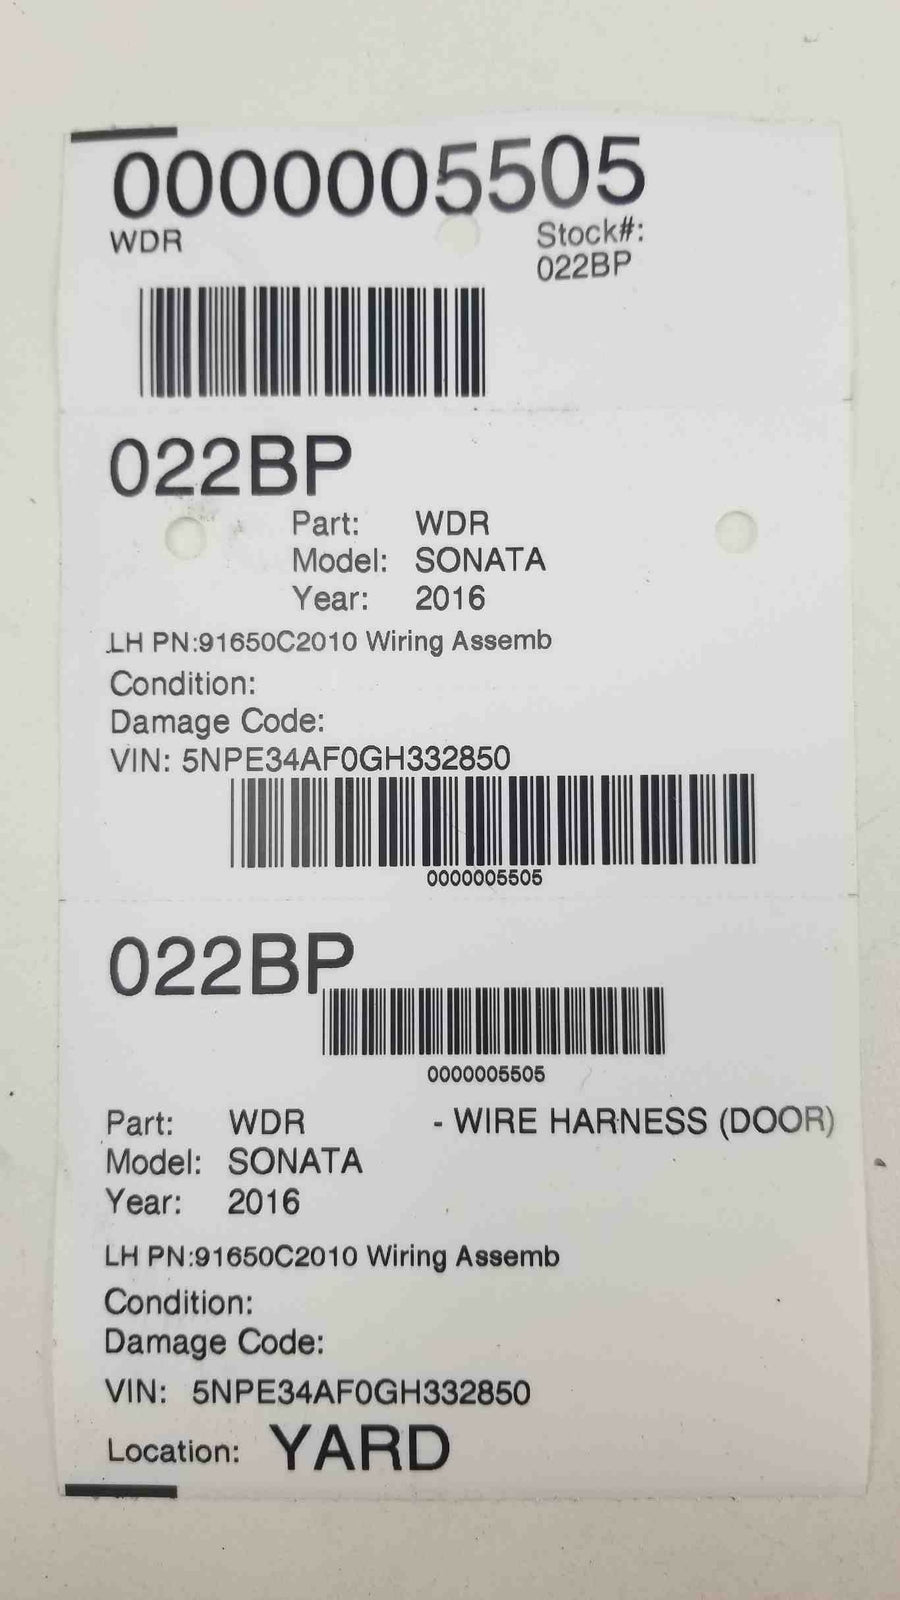 0000005505
WDR
Stock#:
022BP
022BP
Part: WDR
Model: SONATA
Year: 2016
LH PN:91650C2010 Wiring Assemb
Condition:
Damage Code:
VIN: 5NPE34AF0GH332850
0000005505
022BP
0000005505
Part: WDR - WIRE HARNESS (DOOR)
Model: SONATA
Year: 2016
LH PN:91650C2010 Wiring Assemb
Condition:
Damage Code:
VIN: 5NPE34AF0GH332850
Location: YARD